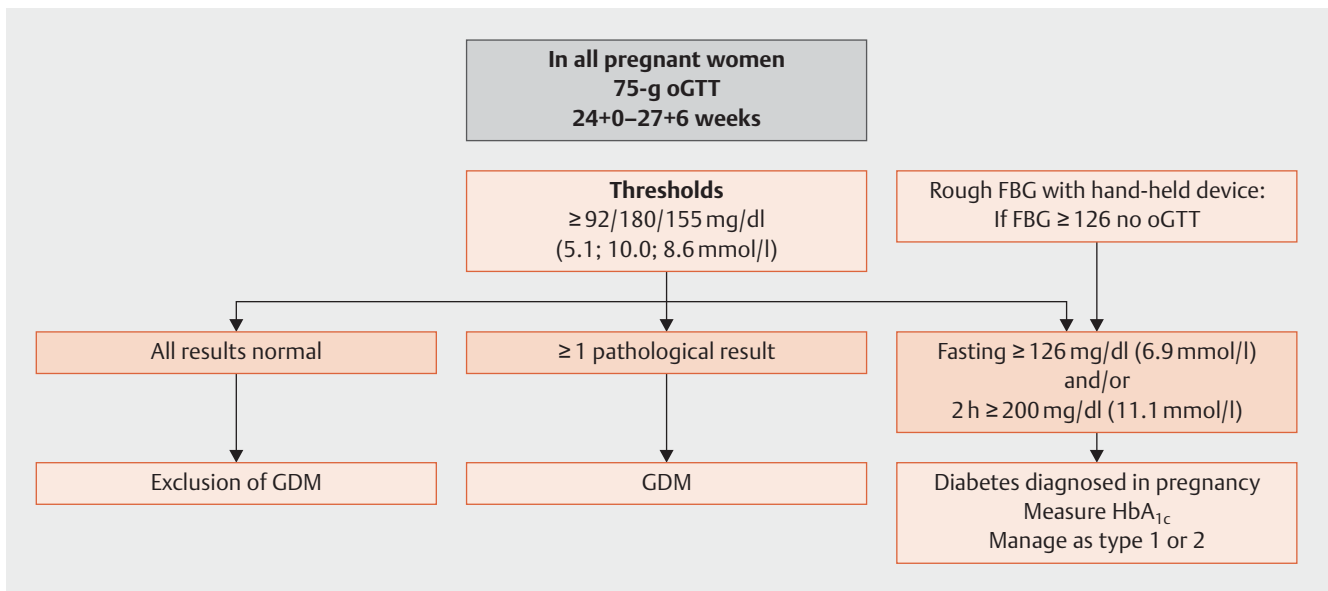 In all pregnant women
75-g oGTT
24+0–27+6 weeks
Thresholds
≥ 92/180/155 mg/dl
(5.1; 10.0; 8.6 mmol/l)
Rough FBG with hand-held device:
If FBG ≥ 126 no oGTT
All results normal
≥ 1 pathological result
Fasting ≥ 126 mg/dl (6.9 mmol/l)
and/or
2 h ≥ 200 mg/dl (11.1 mmol/l)
Exclusion of GDM
GDM
Diabetes diagnosed in pregnancy
Measure HbA1c
Manage as type 1 or 2